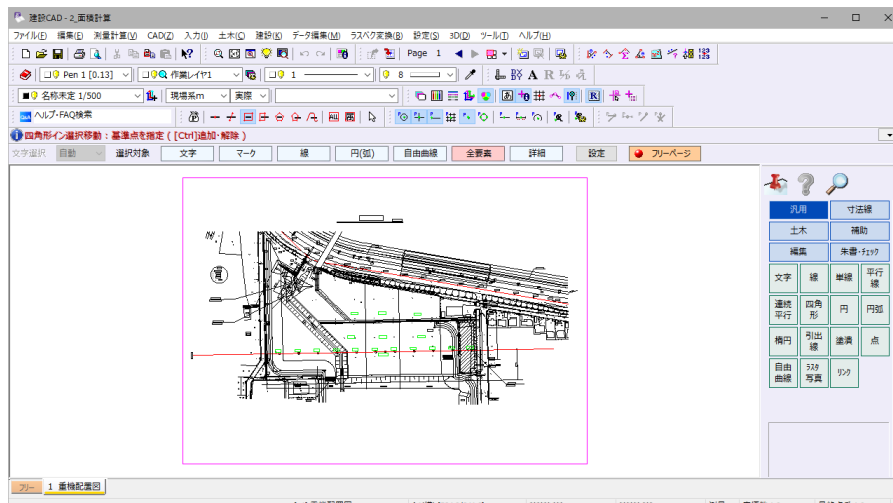 建設CAD - 2_面積計算
ファイル(F) 編集(E) 測量計算(V) CAD(Z) 入力(I) 土木(C) 建設(K) データ編集(M) ラスベク変換(B) 設定(S) 3D(D) ツール(T) ヘルプ(H)
Page 1
Pen 1 [0.13] 作業レイヤ1 1 8
名称未定 1/500 現場系m 実際
ヘルプ・FAQ検索
四角形イン選択移動：基準点を指定 ( [Ctrl]追加・解除 )
文字選択 自動 選択対象 文字 マーク 線 円(弧) 自由曲線 全要素 詳細 設定 フリーページ
汎用 寸法線
土木 補助
編集 朱書・チェック
文字 線 単線 平行線
連続平行 四角形 円 円弧
楕円 引出線 塗潰 点
自由曲線 ラスタ写真 リンク
フリー 1 重機配置図